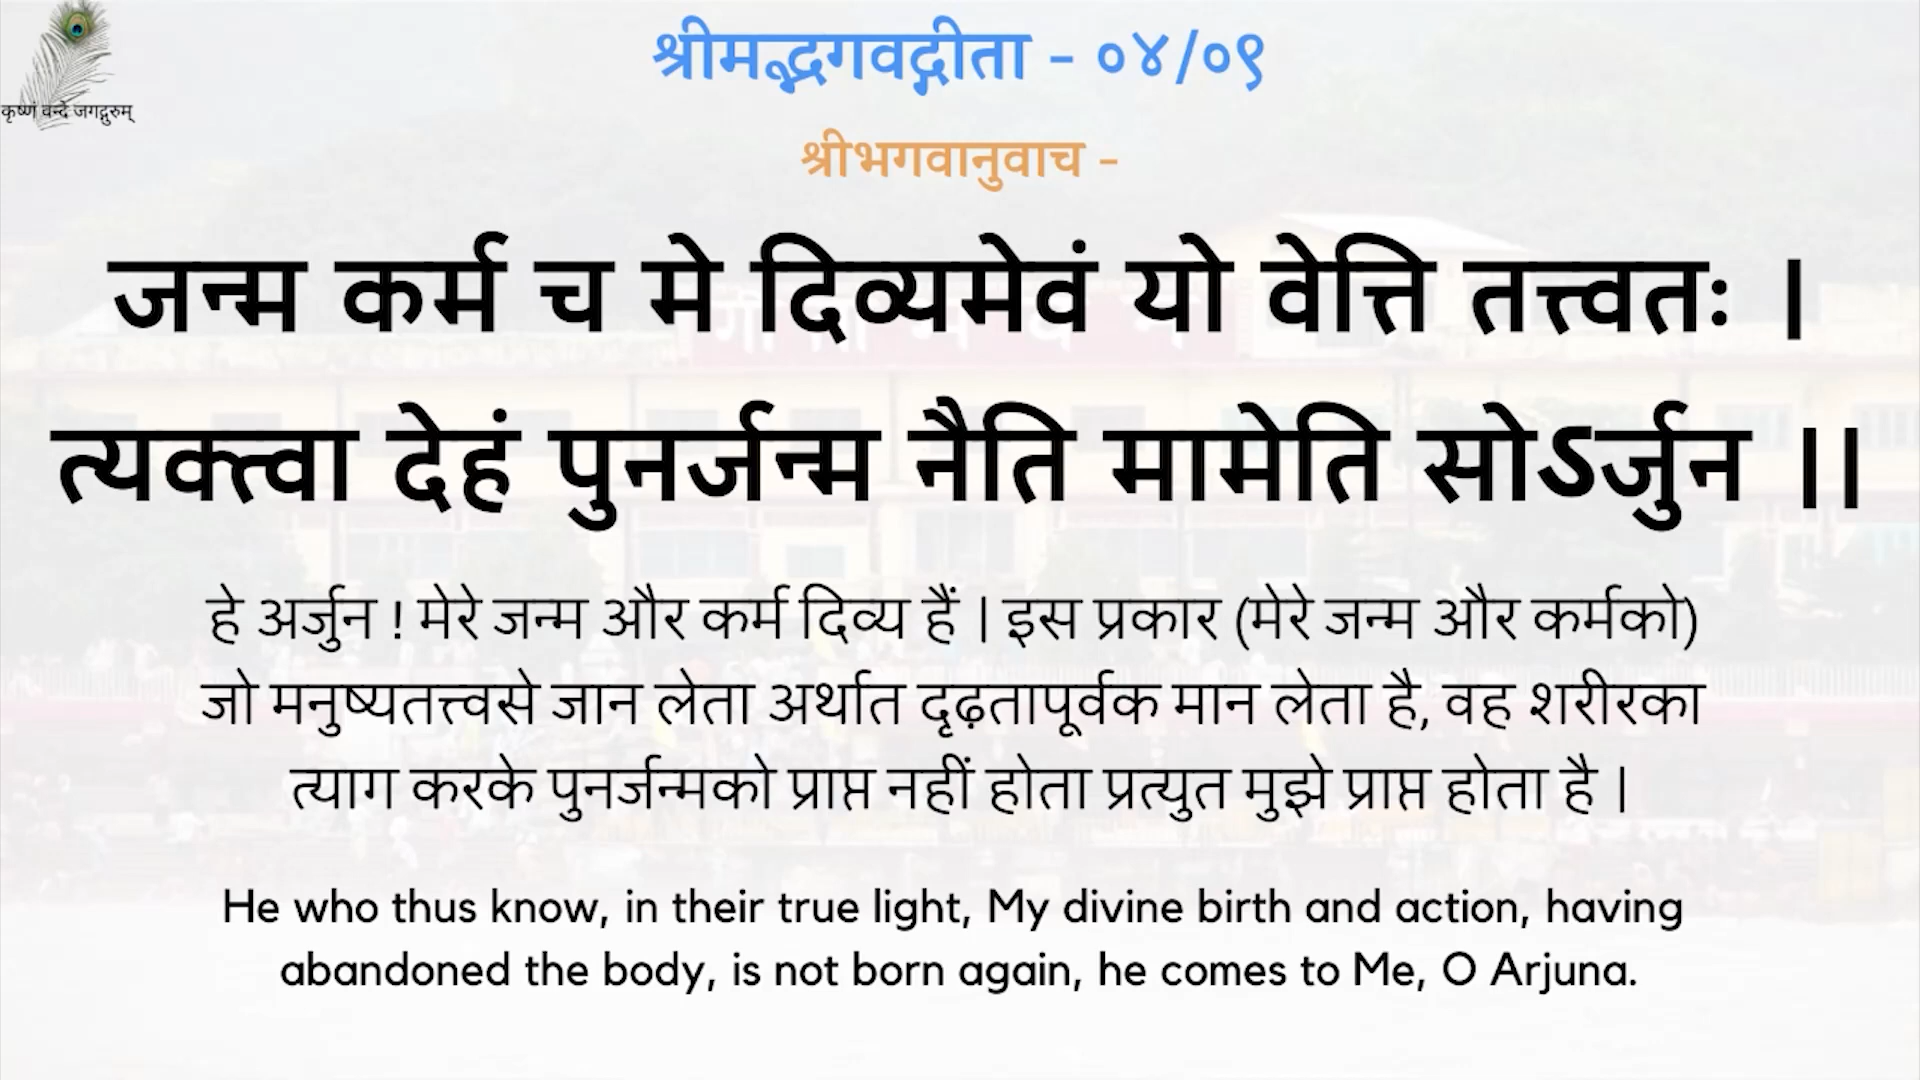 कृष्णं वन्दे जगद्गुरुम्
श्रीमद्भगवद्गीता - ०४/०९
श्रीभगवानुवाच -
जन्म कर्म च मे दिव्यमेवं यो वेत्ति तत्त्वतः |
त्यक्त्वा देहं पुनर्जन्म नैति मामेति सोऽर्जुन ||
हे अर्जुन ! मेरे जन्म और कर्म दिव्य हैं | इस प्रकार (मेरे जन्म और कर्मको)
जो मनुष्यतत्त्वसे जान लेता अर्थात दृढ़तापूर्वक मान लेता है, वह शरीरका
त्याग करके पुनर्जन्मको प्राप्त नहीं होता प्रत्युत मुझे प्राप्त होता है |
He who thus know, in their true light, My divine birth and action, having
abandoned the body, is not born again, he comes to Me, O Arjuna.